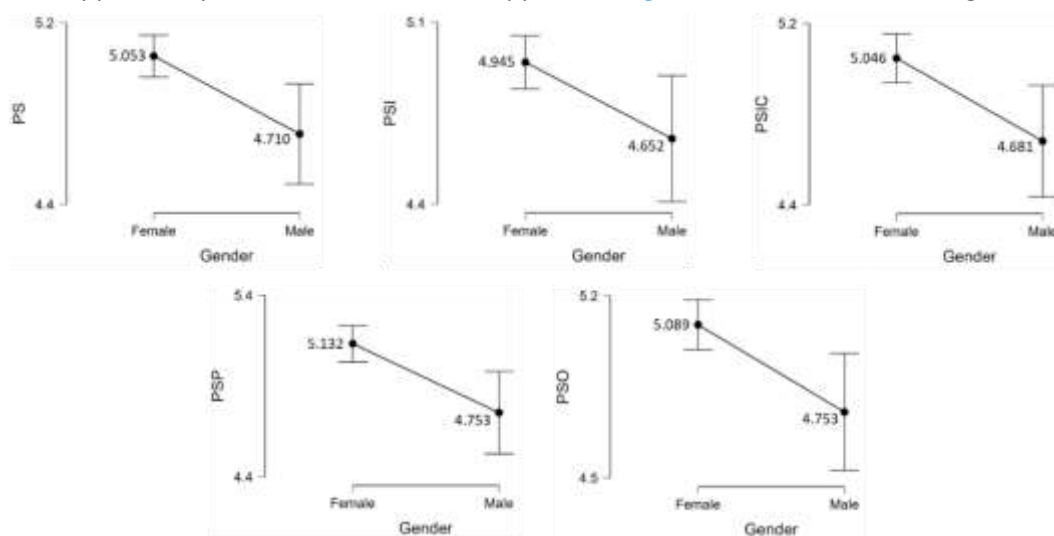 5.2
5.053
4.710
PS
4.4
Female
Male
Gender
5.1
4.945
4.652
PSI
4.4
Female
Male
Gender
5.2
5.046
4.681
PSIC
4.4
Female
Male
Gender
5.4
5.132
4.753
PSP
4.4
Female
Male
Gender
5.2
5.089
4.753
PSO
4.5
Female
Male
Gender